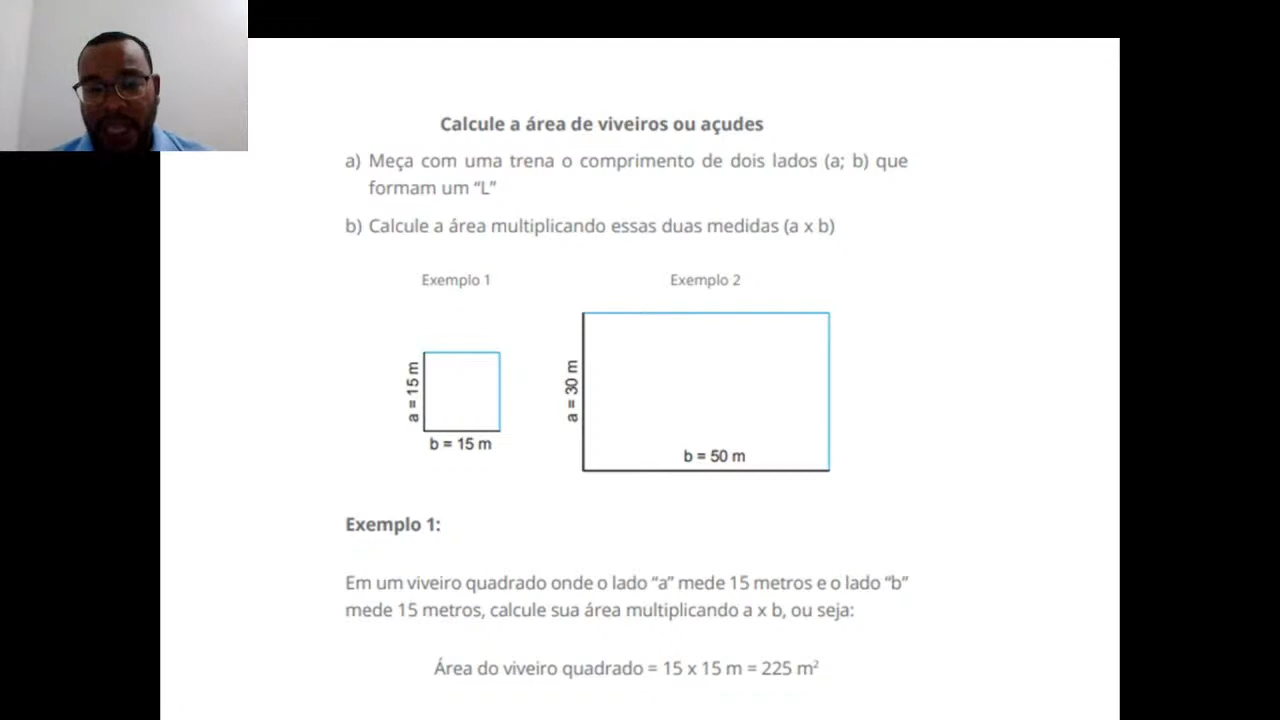 Calcule a área de viveiros ou açudes
a) Meça com uma trena o comprimento de dois lados (a; b) que
formam um “L”
b) Calcule a área multiplicando essas duas medidas (a x b)
Exemplo 1
Exemplo 2
a = 15 m
b = 15 m
a = 30 m
b = 50 m
Exemplo 1:
Em um viveiro quadrado onde o lado “a” mede 15 metros e o lado “b”
mede 15 metros, calcule sua área multiplicando a x b, ou seja:
Área do viveiro quadrado = 15 x 15 m = 225 m²